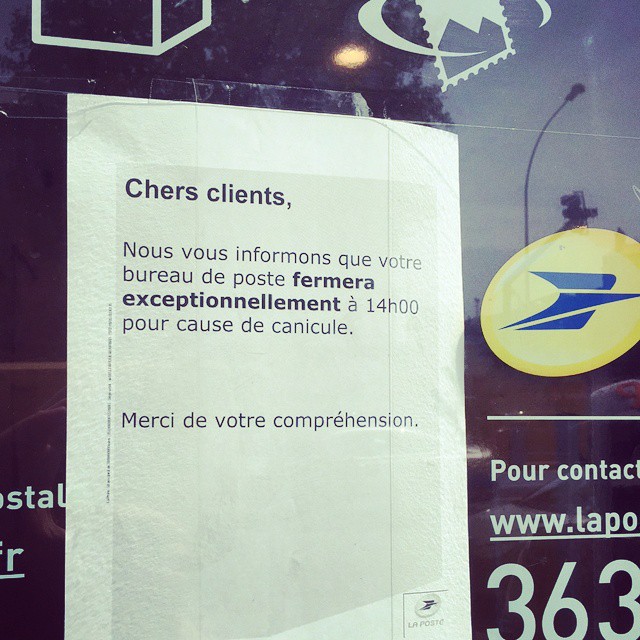 Chers clients,
Nous vous informons que votre
bureau de poste fermera
exceptionnellement à 14h00
pour cause de canicule.
Merci de votre compréhension.
LA POSTE
ostal
fr
Pour contact
www.lapo
363